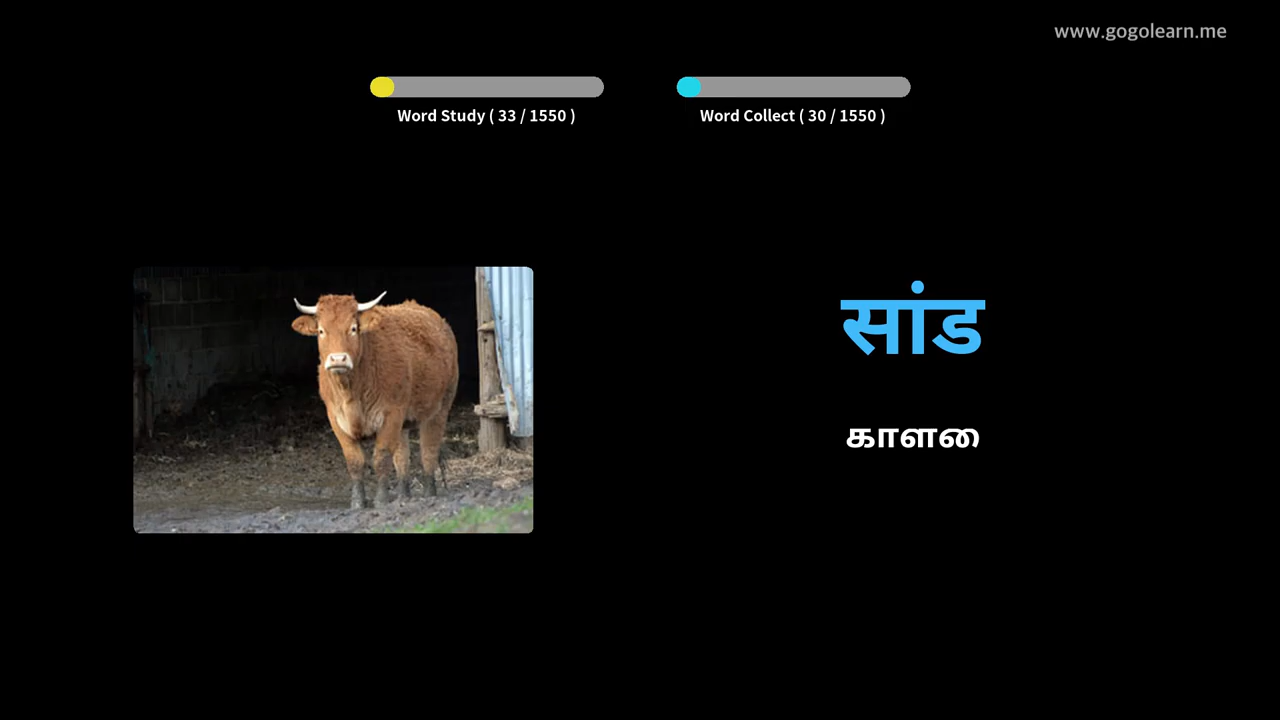 www.gogolearn.me
Word Study ( 33 / 1550 )
Word Collect ( 30 / 1550 )
सांड
காளை